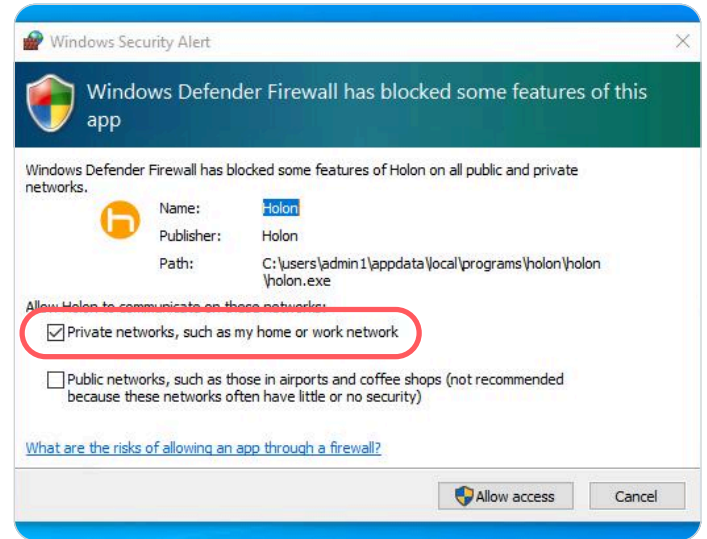 Windows Security Alert
Windows Defender Firewall has blocked some features of this
app
Windows Defender Firewall has blocked some features of Holon on all public and private
networks.
Name: Holon
Publisher: Holon
Path: C:\users\admin1\appdata\local\programs\holon\holon
\holon.exe
Allow Holon to communicate on these networks:
Private networks, such as my home or work network
Public networks, such as those in airports and coffee shops (not recommended
because these networks often have little or no security)
What are the risks of allowing an app through a firewall?
Allow access Cancel